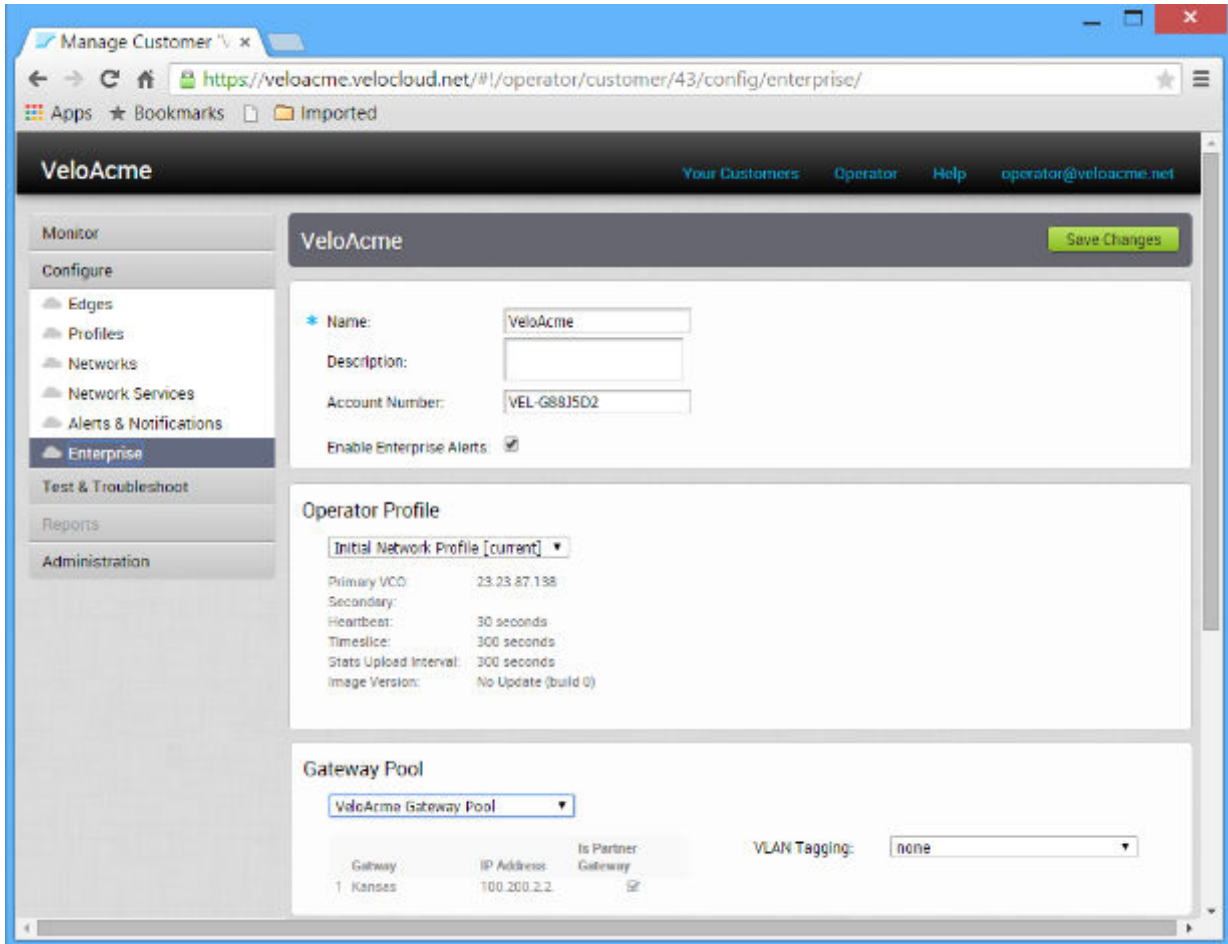 Manage Customer "V
https://veloacme.velocloud.net/#!/operator/customer/43/config/enterprise/
Apps Bookmarks Imported
VeloAcme
Your Customers Operator Help operator@veloacme.net
Monitor
Configure
Edges
Profiles
Networks
Network Services
Alerts & Notifications
Enterprise
Test & Troubleshoot
Reports
Administration
VeloAcme
Save Changes
Name: VeloAcme
Description:
Account Number: VEL-G88J5D2
Enable Enterprise Alerts:
Operator Profile
Initial Network Profile [current]
Primary VCO: 23.23.87.138
Secondary:
Heartbeat: 30 seconds
Timeslice: 300 seconds
Stats Upload Interval: 300 seconds
Image Version: No Update (build 0)
Gateway Pool
VeloAcme Gateway Pool
VLAN Tagging: none
Gatway IP Address Is Partner Gateway
1 Kansas 100.200.2.2